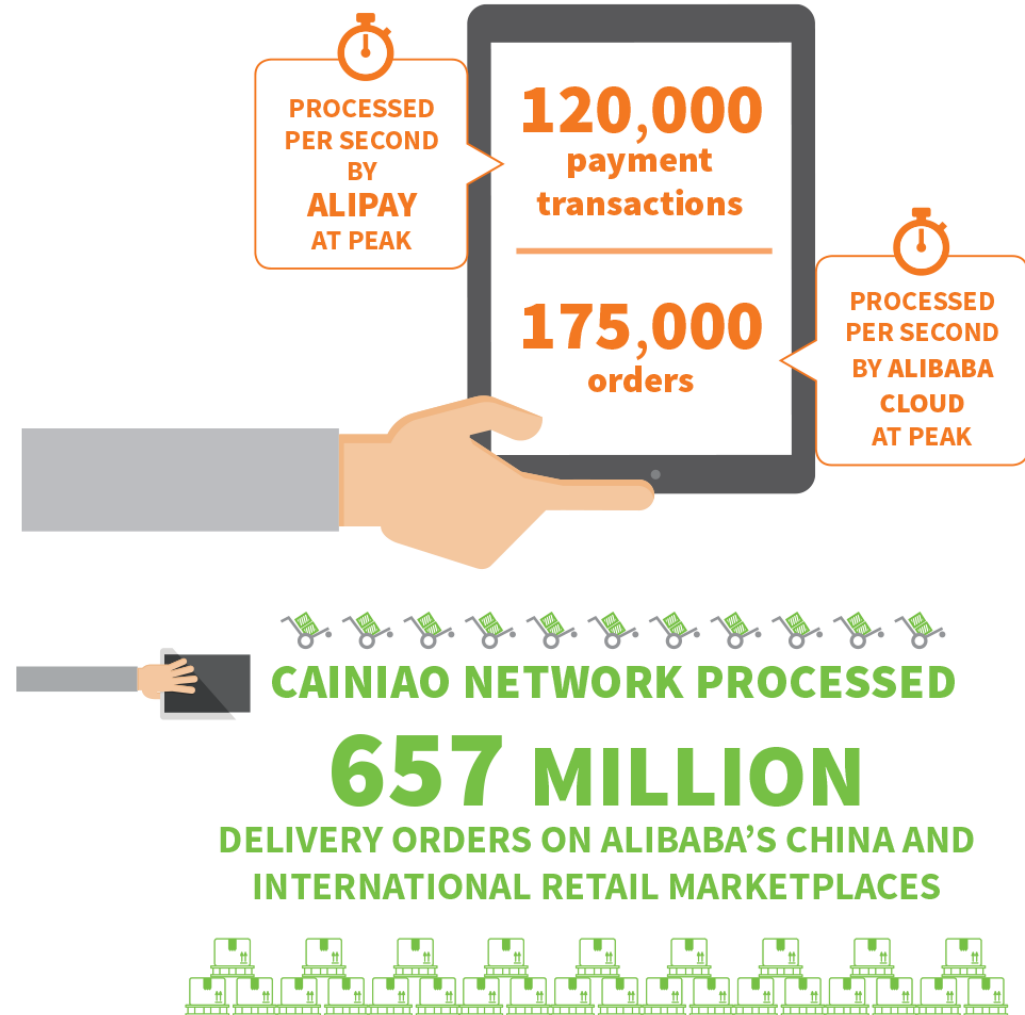 PROCESSED
PER SECOND
BY
ALIPAY
AT PEAK
120,000
payment
transactions
175,000
orders
PROCESSED
PER SECOND
BY ALIBABA
CLOUD
AT PEAK
CAINIAO NETWORK PROCESSED
657 MILLION
DELIVERY ORDERS ON ALIBABA’S CHINA AND
INTERNATIONAL RETAIL MARKETPLACES